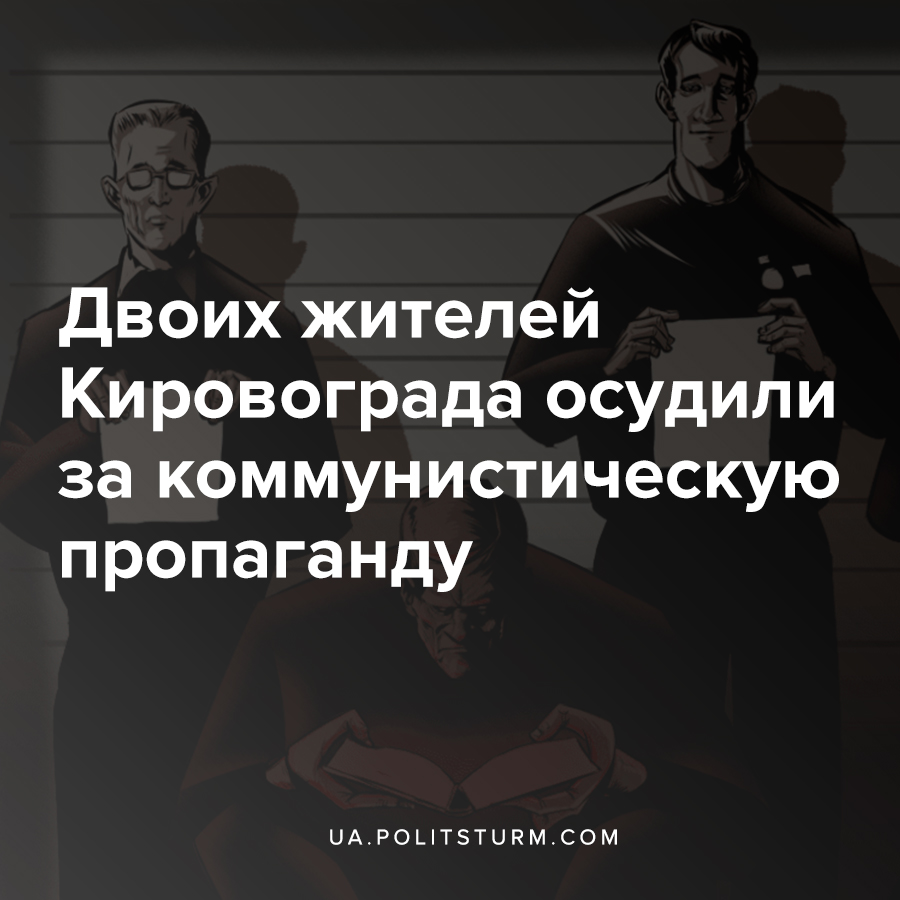 Двоих жителей
Кировограда осудили
за коммунистическую
пропаганду
UA.POLITSTURM.COM